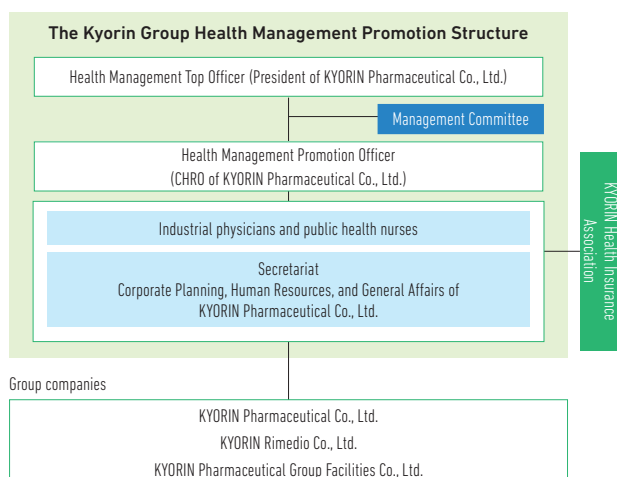 The Kyorin Group Health Management Promotion Structure
Health Management Top Officer (President of KYORIN Pharmaceutical Co., Ltd.)
Management Committee
Health Management Promotion Officer
(CHRO of KYORIN Pharmaceutical Co., Ltd.)
Industrial physicians and public health nurses
Secretariat
Corporate Planning, Human Resources, and General Affairs of
KYORIN Pharmaceutical Co., Ltd.
KYORIN Health Insurance
Association
Group companies
KYORIN Pharmaceutical Co., Ltd.
KYORIN Rimedio Co., Ltd.
KYORIN Pharmaceutical Group Facilities Co., Ltd.